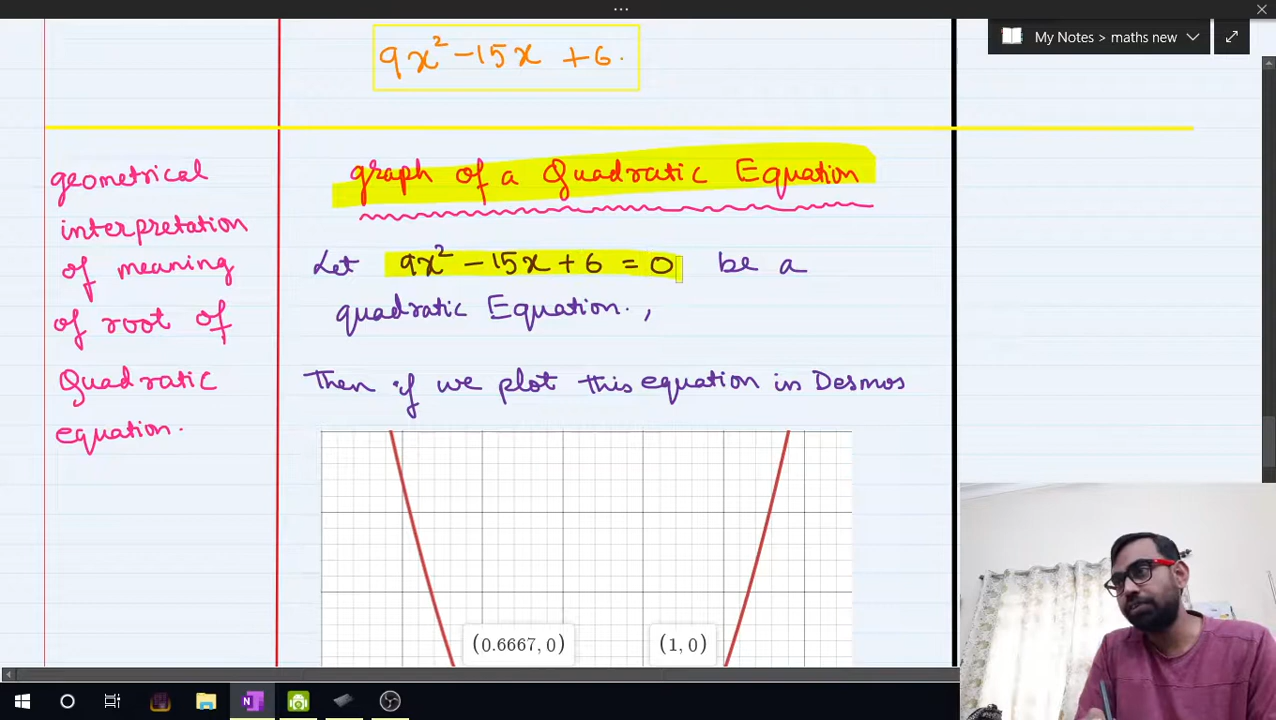 ...
My Notes > maths new
9x² - 15x + 6.
graph of a Quadratic Equation
geometrical
interpretation
of meaning
of root of
Quadratic
equation.
Let 9x² - 15x + 6 = 0 be a
quadratic Equation. ,
Then if we plot this equation in Desmos
(0.6667, 0)
(1, 0)